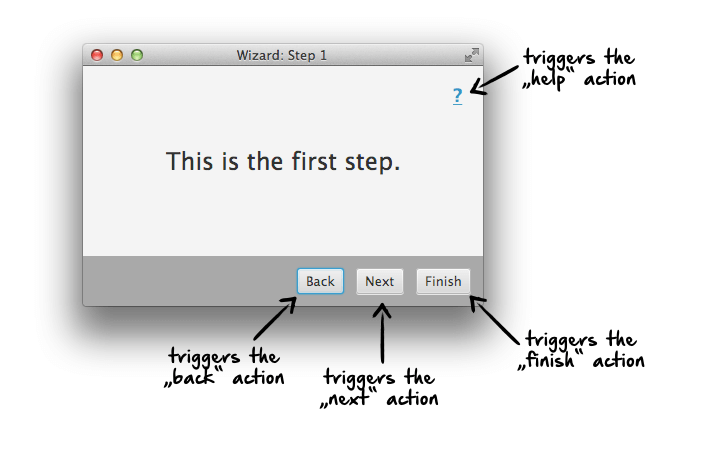 Wizard: Step 1
triggers the
„help“ action
?
This is the first step.
Back
Next
Finish
triggers the
„back“ action
triggers the
„next“ action
triggers the
„finish“ action